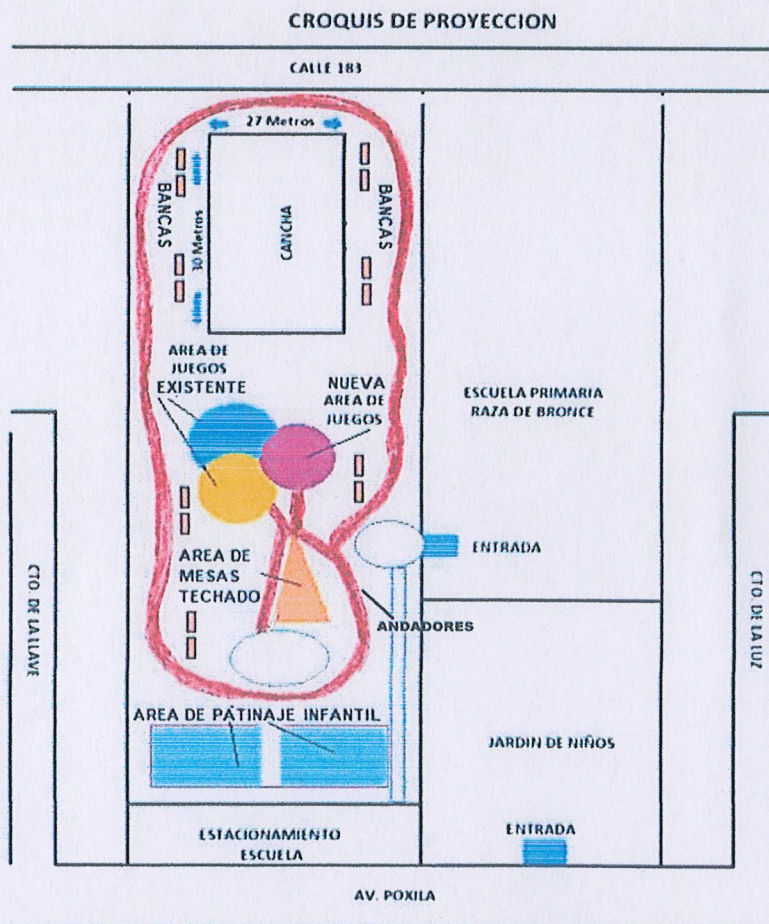 CROQUIS DE PROYECCION
CALLE 183
27 Metros
BANCAS
30 Metros
CANCHA
BANCAS
AREA DE
JUEGOS
EXISTENTE
NUEVA
AREA DE
JUEGOS
ESCUELA PRIMARIA
RAZA DE BRONCE
ENTRADA
AREA DE
MESAS
TECHADO
ANDADORES
CTO. DE LA LLAVE
CTO. DE LA LUZ
AREA DE PATINAJE INFANTIL
JARDIN DE NIÑOS
ESTACIONAMIENTO
ESCUELA
ENTRADA
AV. POXILA